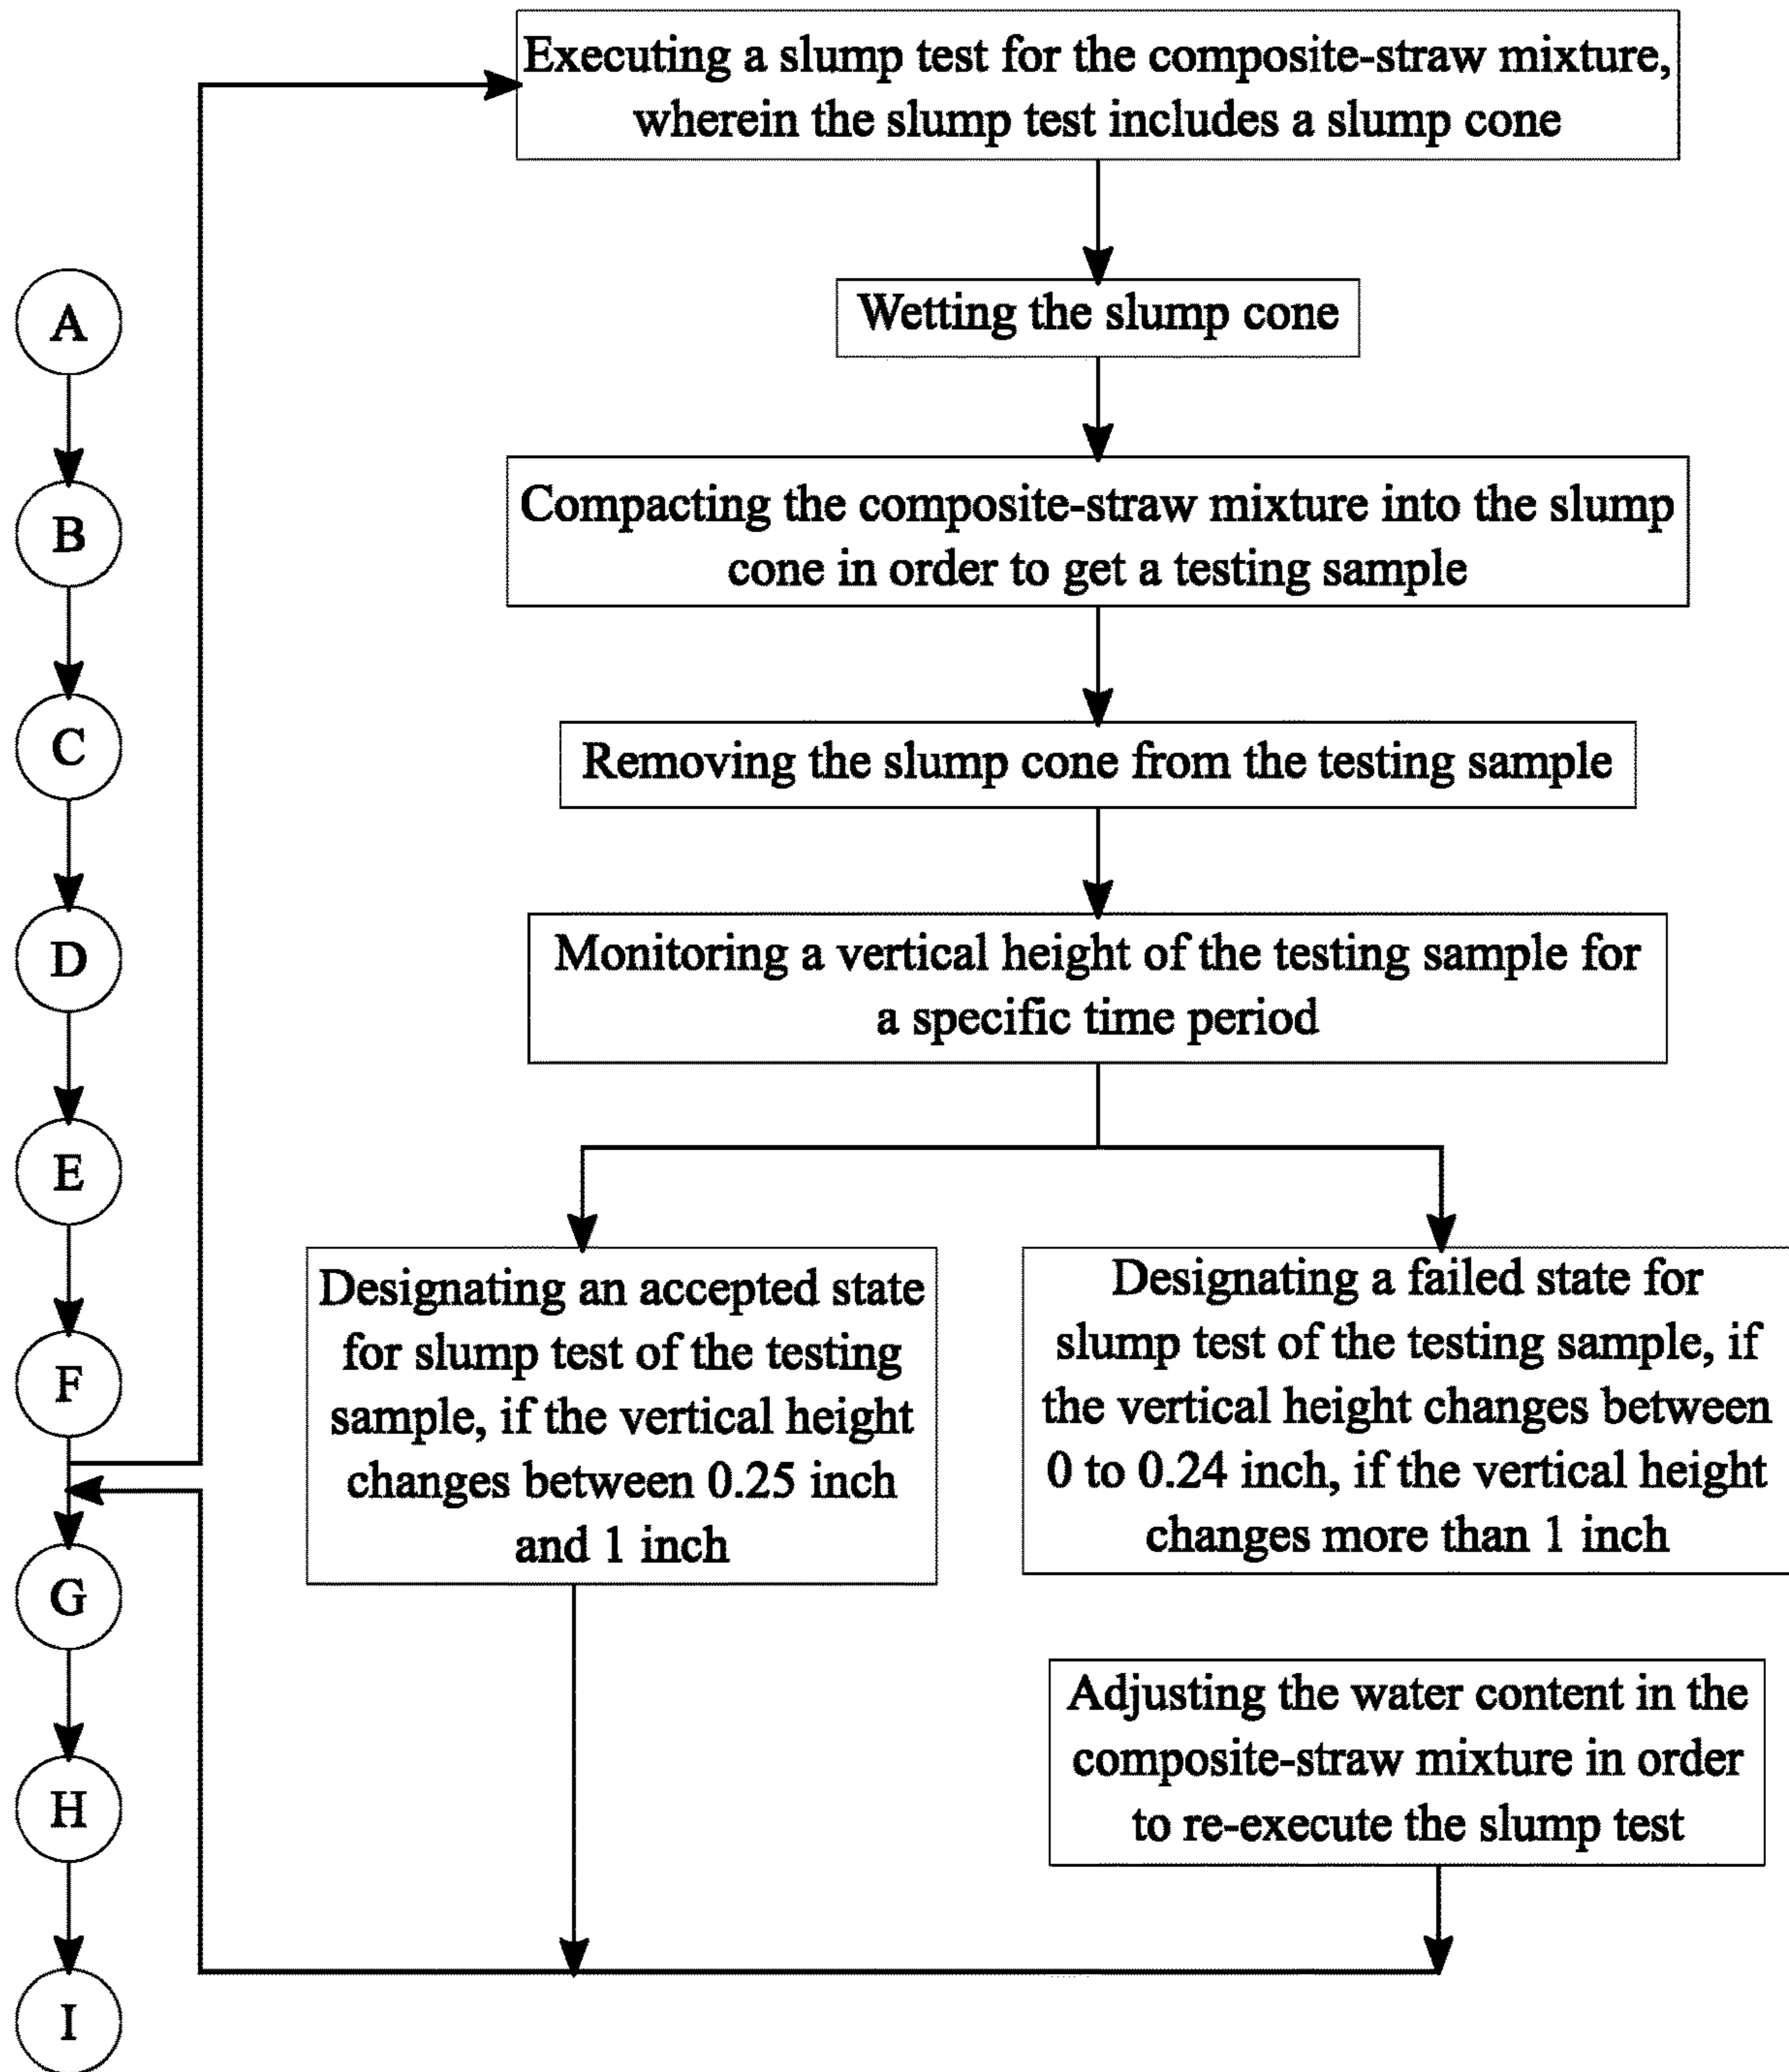 Executing a slump test for the composite-straw mixture,
wherein the slump test includes a slump cone
Wetting the slump cone
Compacting the composite-straw mixture into the slump
cone in order to get a testing sample
Removing the slump cone from the testing sample
Monitoring a vertical height of the testing sample for
a specific time period
Designating an accepted state
for slump test of the testing
sample, if the vertical height
changes between 0.25 inch
and 1 inch
Designating a failed state for
slump test of the testing sample, if
the vertical height changes between
0 to 0.24 inch, if the vertical height
changes more than 1 inch
Adjusting the water content in the
composite-straw mixture in order
to re-execute the slump test
A
B
C
D
E
F
G
H
I